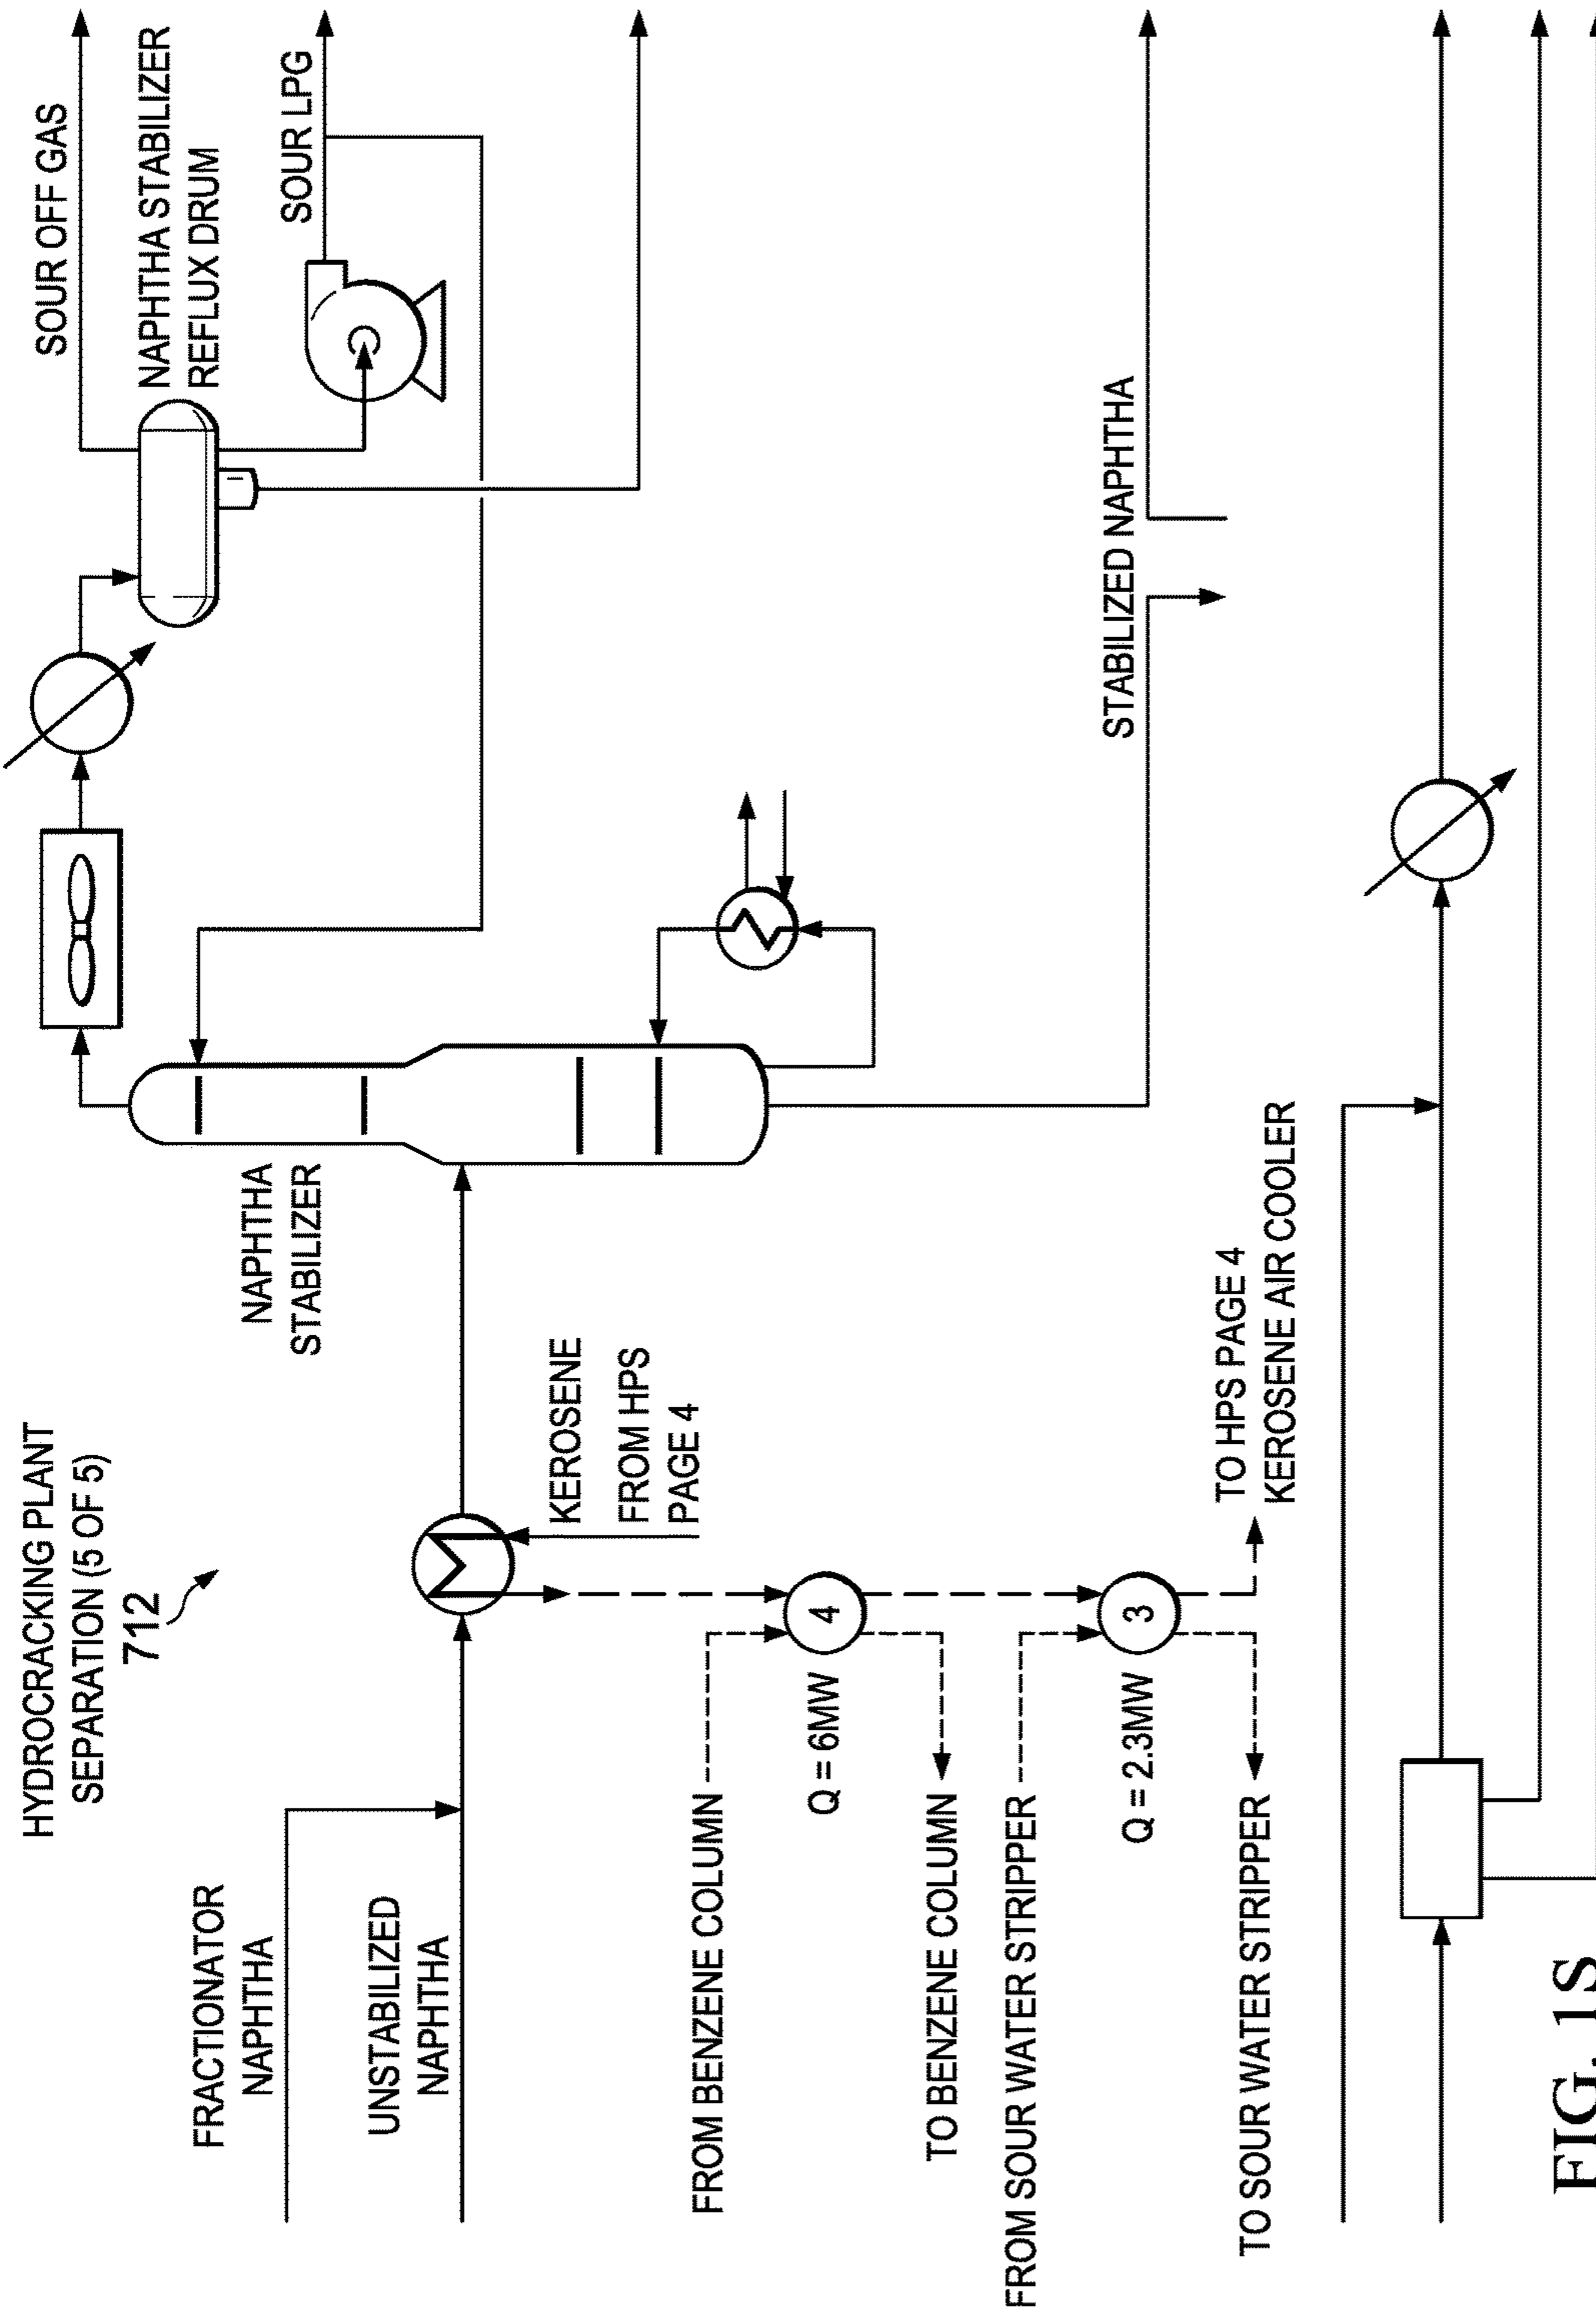 HYDROCRACKING PLANT
SEPARATION (5 OF 5)
712
FRACTIONATOR
NAPHTHA
UNSTABILIZED
NAPHTHA
NAPHTHA
STABILIZER
SOUR OFF GAS
NAPHTHA STABILIZER
REFLUX DRUM
SOUR LPG
KEROSENE
FROM HPS
PAGE 4
FROM BENZENE COLUMN
4
Q = 6MW
TO BENZENE COLUMN
FROM SOUR WATER STRIPPER
3
Q = 2.3MW
TO SOUR WATER STRIPPER
TO HPS PAGE 4
KEROSENE AIR COOLER
STABILIZED NAPHTHA
FIG. 1S